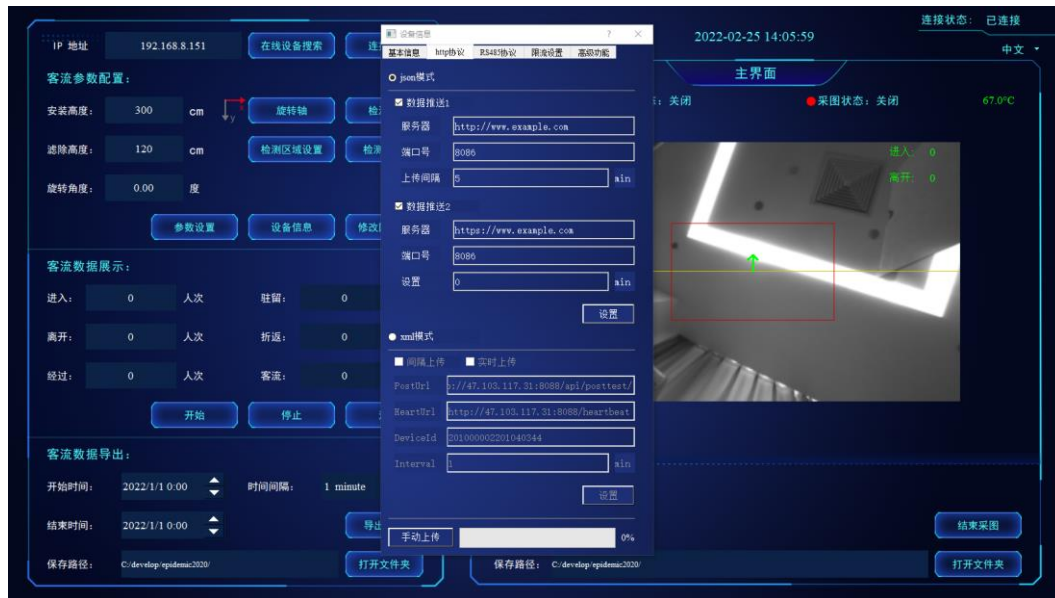 连接状态： 已连接
IP 地址 192.168.8.151 在线设备搜索
2022-02-25 14:05:59
中文
设备信息 ? ×
基本信息 http协议 RS485协议 限流设置 高级功能
主界面
客流参数配置：
json模式
关闭 采图状态：关闭 67.0°C
安装高度： 300 cm x y 旋转轴
数据推送1
服务器 http://www.example.com
滤除高度： 120 cm 检测区域设置
端口号 8086
进入： 0
上传间隔 5 min
离开： 0
旋转角度： 0.00 度
数据推送2
参数设置 设备信息
服务器 https://www.example.com
端口号 8086
客流数据展示：
设置 0 min
进入： 0 人次 驻留： 0
设置
离开： 0 人次 折返： 0
xml模式
间隔上传 实时上传
经过： 0 人次 客流： 0
PostUrl ://47.103.117.31:8088/api/posttest/
HeartUrl http://47.103.117.31:8088/heartbeat
开始 停止
DeviceId 201000002201040344
Interval 1 min
客流数据导出：
开始时间： 2022/1/1 0:00 时间间隔： 1 minute
设置
结束时间： 2022/1/1 0:00
结束采图
手动上传 0%
保存路径： C:/develop/epidemic2020/ 打开文件夹
保存路径： C:/develop/epidemic2020/ 打开文件夹